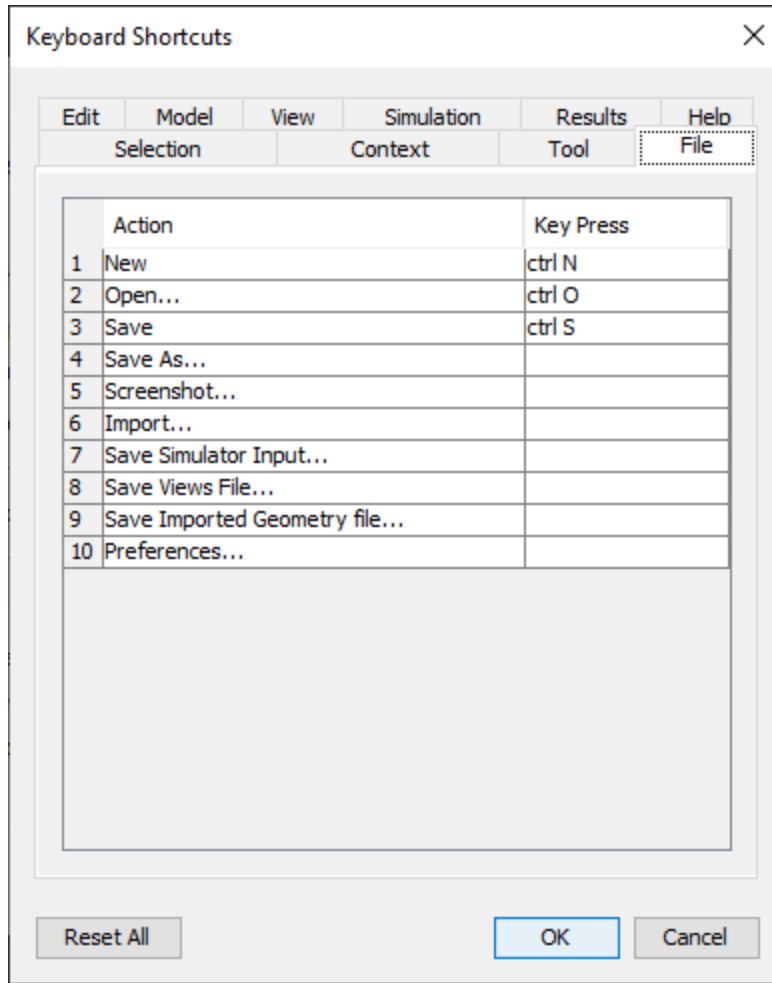 Keyboard Shortcuts
Edit Model View Simulation Results Help
Selection Context Tool File
Action Key Press
1 New ctrl N
2 Open... ctrl O
3 Save ctrl S
4 Save As...
5 Screenshot...
6 Import...
7 Save Simulator Input...
8 Save Views File...
9 Save Imported Geometry file...
10 Preferences...
Reset All OK Cancel